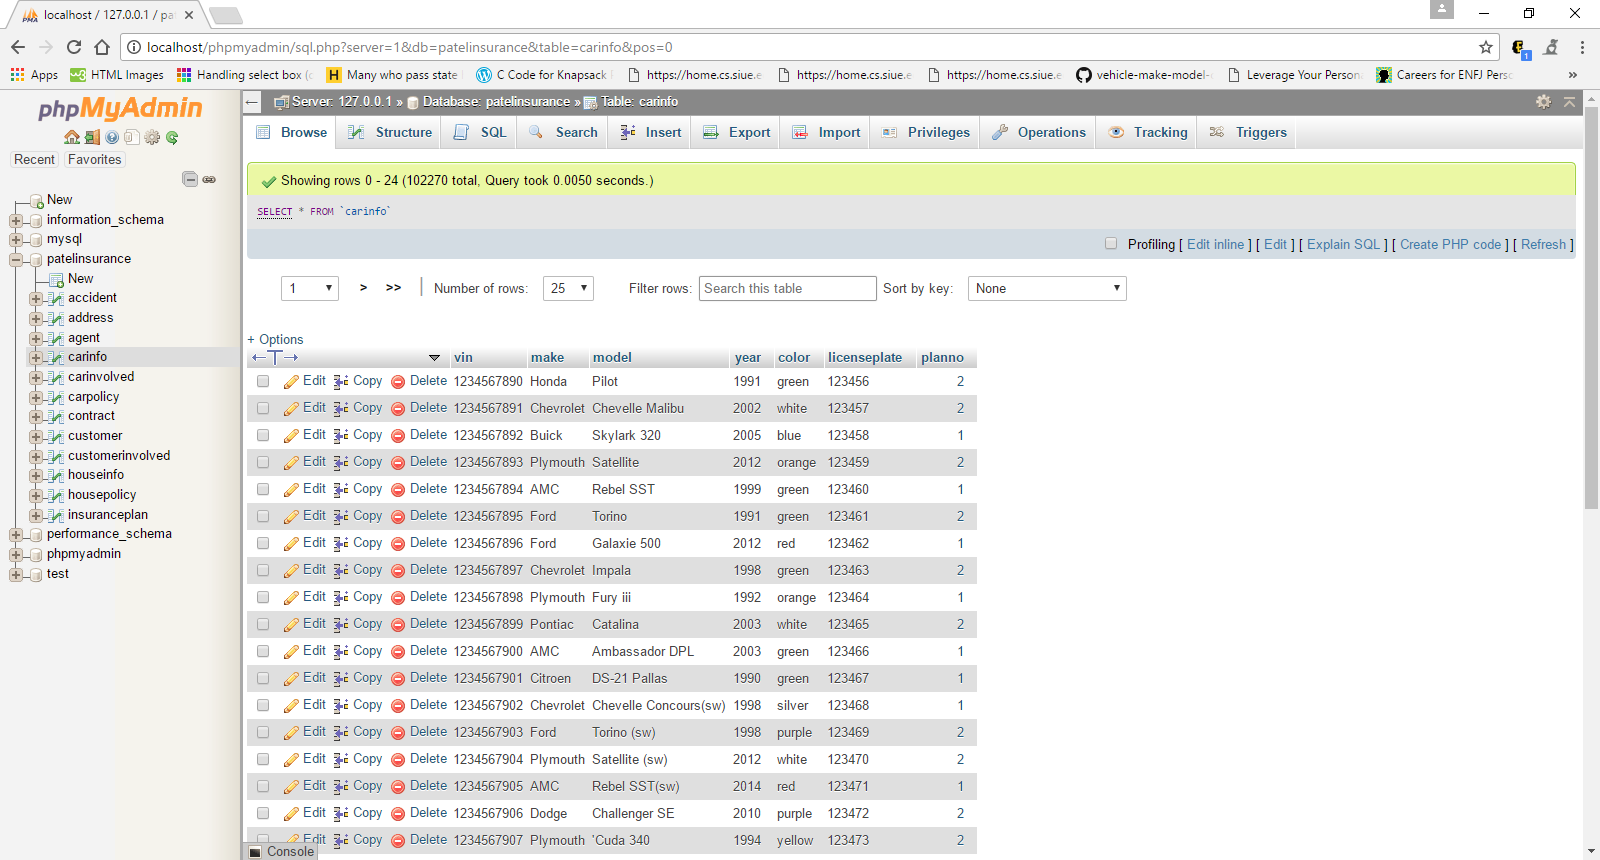 localhost / 127.0.0.1 / pa
localhost/phpmyadmin/sql.php?server=1&db=patelinsurance&table=carinfo&pos=0
Apps HTML Images Handling select box (c Many who pass state C Code for Knapsack https://home.cs.siue.e https://home.cs.siue.e https://home.cs.siue.e vehicle-make-model- Leverage Your Persona Careers for ENFJ Perso »
phpMyAdmin
Recent Favorites
New
information_schema
mysql
patelinsurance
New
accident
address
agent
carinfo
carinvolved
carpolicy
contract
customer
customerinvolved
houseinfo
housepolicy
insuranceplan
performance_schema
phpmyadmin
test
Server: 127.0.0.1 » Database: patelinsurance » Table: carinfo
Browse Structure SQL Search Insert Export Import Privileges Operations Tracking Triggers
Showing rows 0 - 24 (102270 total, Query took 0.0050 seconds.)
SELECT * FROM `carinfo`
Profiling [ Edit inline ] [ Edit ] [ Explain SQL ] [ Create PHP code ] [ Refresh ]
1 > >> | Number of rows: 25 Filter rows: Search this table Sort by key: None
+ Options
vin make model year color licenseplate planno
Edit Copy Delete 1234567890 Honda Pilot 1991 green 123456 2
Edit Copy Delete 1234567891 Chevrolet Chevelle Malibu 2002 white 123457 2
Edit Copy Delete 1234567892 Buick Skylark 320 2005 blue 123458 1
Edit Copy Delete 1234567893 Plymouth Satellite 2012 orange 123459 2
Edit Copy Delete 1234567894 AMC Rebel SST 1999 green 123460 1
Edit Copy Delete 1234567895 Ford Torino 1991 green 123461 2
Edit Copy Delete 1234567896 Ford Galaxie 500 2012 red 123462 1
Edit Copy Delete 1234567897 Chevrolet Impala 1998 green 123463 2
Edit Copy Delete 1234567898 Plymouth Fury iii 1992 orange 123464 1
Edit Copy Delete 1234567899 Pontiac Catalina 2003 white 123465 2
Edit Copy Delete 1234567900 AMC Ambassador DPL 2003 green 123466 1
Edit Copy Delete 1234567901 Citroen DS-21 Pallas 1990 green 123467 1
Edit Copy Delete 1234567902 Chevrolet Chevelle Concours(sw) 1998 silver 123468 1
Edit Copy Delete 1234567903 Ford Torino (sw) 1998 purple 123469 2
Edit Copy Delete 1234567904 Plymouth Satellite (sw) 2012 white 123470 2
Edit Copy Delete 1234567905 AMC Rebel SST(sw) 2014 red 123471 1
Edit Copy Delete 1234567906 Dodge Challenger SE 2010 purple 123472 2
Edit Copy Delete 1234567907 Plymouth 'Cuda 340 1994 yellow 123473 2
Console